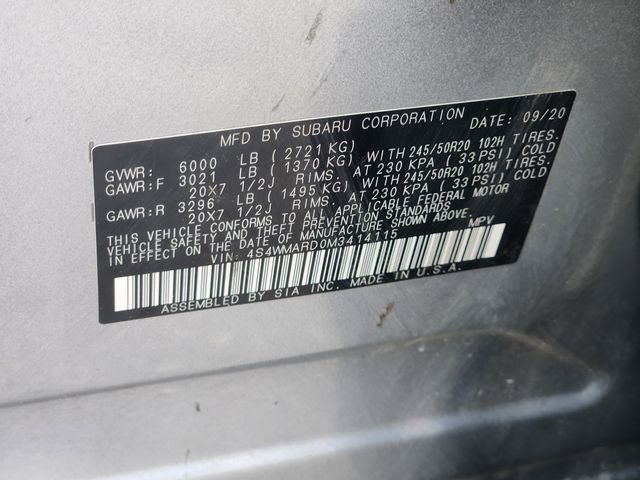 MFD BY SUBARU CORPORATION DATE: 09/20
GVWR: 6000 LB (2721 KG)
GAWR:F 3021 LB (1370 KG) WITH 245/50R20 102H TIRES.
20X7 1/2J RIMS. AT 230 KPA (33 PSI) COLD
GAWR:R 3296 LB (1495 KG) WITH 245/50R20 102H TIRES.
20X7 1/2J RIMS. AT 230 KPA (33 PSI) COLD
THIS VEHICLE CONFORMS TO ALL APPLICABLE FEDERAL MOTOR
VEHICLE SAFETY AND THEFT PREVENTION STANDARDS
IN EFFECT ON THE DATE OF MANUFACTURE SHOWN ABOVE.
VIN: 4S4WMARD0M3414115 MPV
ASSEMBLED BY SIA INC. MADE IN U.S.A.